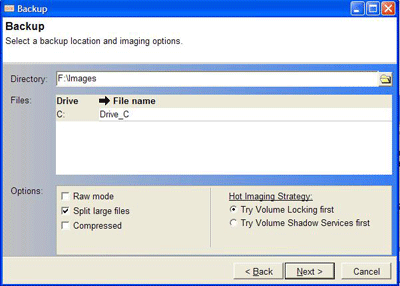 Backup
Backup
Select a backup location and imaging options.
Directory: F:\Images
Files: Drive File name
C: Drive_C
Options: Raw mode Hot Imaging Strategy:
Split large files Try Volume Locking first
Compressed Try Volume Shadow Services first
< Back Next > Cancel